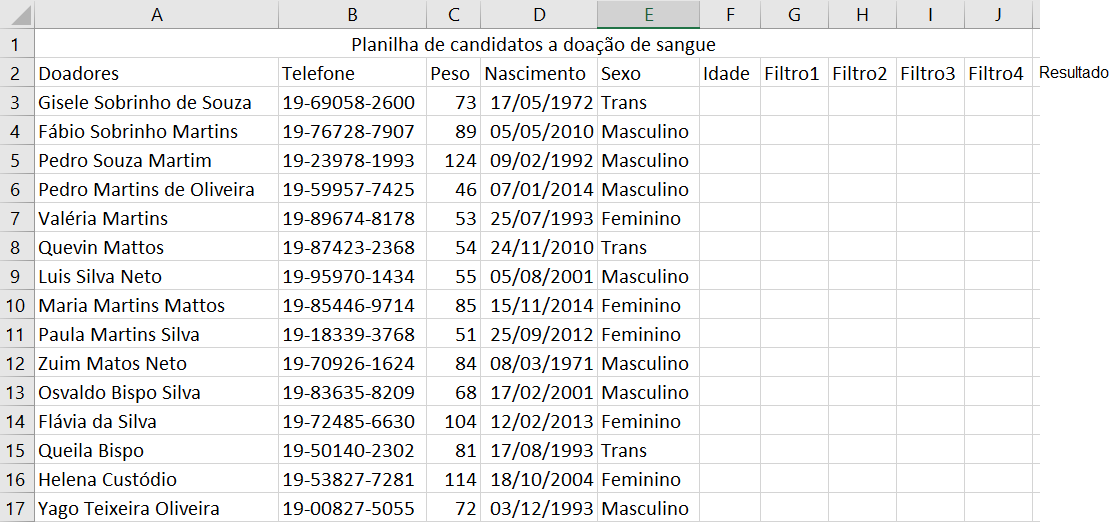 A B C D E F G H I J
1 Planilha de candidatos a doação de sangue
2 Doadores Telefone Peso Nascimento Sexo Idade Filtro1 Filtro2 Filtro3 Filtro4 Resultado
3 Gisele Sobrinho de Souza 19-69058-2600 73 17/05/1972 Trans
4 Fábio Sobrinho Martins 19-76728-7907 89 05/05/2010 Masculino
5 Pedro Souza Martim 19-23978-1993 124 09/02/1992 Masculino
6 Pedro Martins de Oliveira 19-59957-7425 46 07/01/2014 Masculino
7 Valéria Martins 19-89674-8178 53 25/07/1993 Feminino
8 Quevin Mattos 19-87423-2368 54 24/11/2010 Trans
9 Luis Silva Neto 19-95970-1434 55 05/08/2001 Masculino
10 Maria Martins Mattos 19-85446-9714 85 15/11/2014 Feminino
11 Paula Martins Silva 19-18339-3768 51 25/09/2012 Feminino
12 Zuim Matos Neto 19-70926-1624 84 08/03/1971 Masculino
13 Osvaldo Bispo Silva 19-83635-8209 68 17/02/2001 Masculino
14 Flávia da Silva 19-72485-6630 104 12/02/2013 Feminino
15 Queila Bispo 19-50140-2302 81 17/08/1993 Trans
16 Helena Custódio 19-53827-7281 114 18/10/2004 Feminino
17 Yago Teixeira Oliveira 19-00827-5055 72 03/12/1993 Masculino